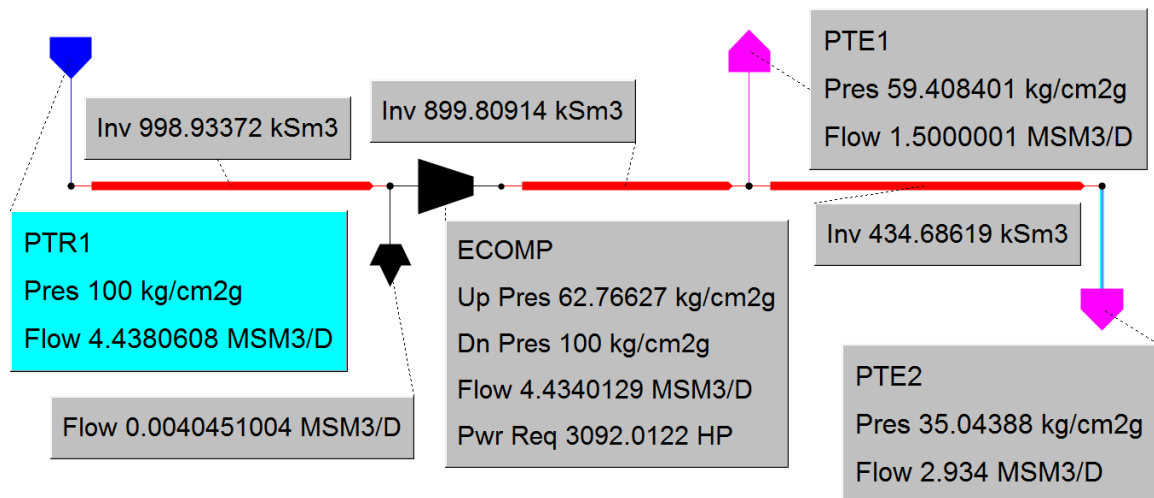 PTE1
Pres 59.408401 kg/cm2g
Flow 1.5000001 MSM3/D
Inv 998.93372 kSm3
Inv 899.80914 kSm3
PTR1
Pres 100 kg/cm2g
Flow 4.4380608 MSM3/D
ECOMP
Up Pres 62.76627 kg/cm2g
Dn Pres 100 kg/cm2g
Flow 4.4340129 MSM3/D
Pwr Req 3092.0122 HP
Inv 434.68619 kSm3
Flow 0.0040451004 MSM3/D
PTE2
Pres 35.04388 kg/cm2g
Flow 2.934 MSM3/D